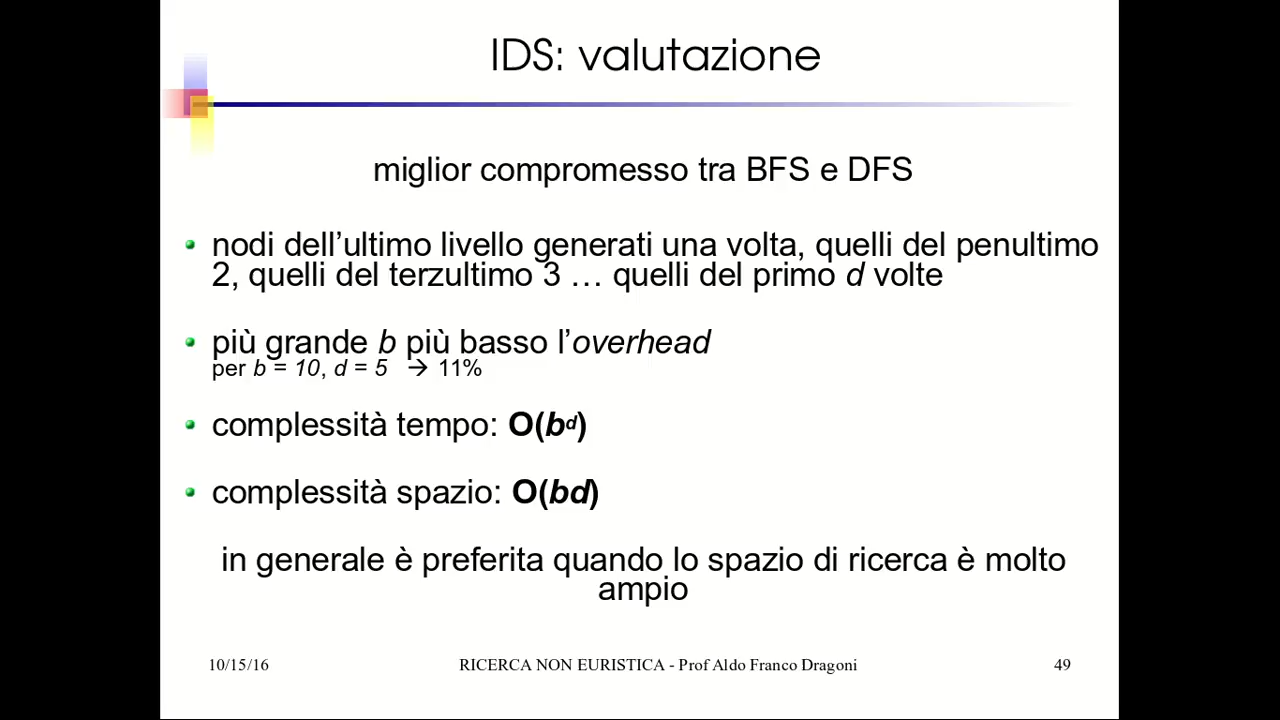 IDS: valutazione
miglior compromesso tra BFS e DFS
nodi dell’ultimo livello generati una volta, quelli del penultimo
2, quelli del terzultimo 3 … quelli del primo d volte
più grande b più basso l’overhead
per b = 10, d = 5 → 11%
complessità tempo: O(bᵈ)
complessità spazio: O(bd)
in generale è preferita quando lo spazio di ricerca è molto
ampio
10/15/16 RICERCA NON EURISTICA - Prof Aldo Franco Dragoni 49